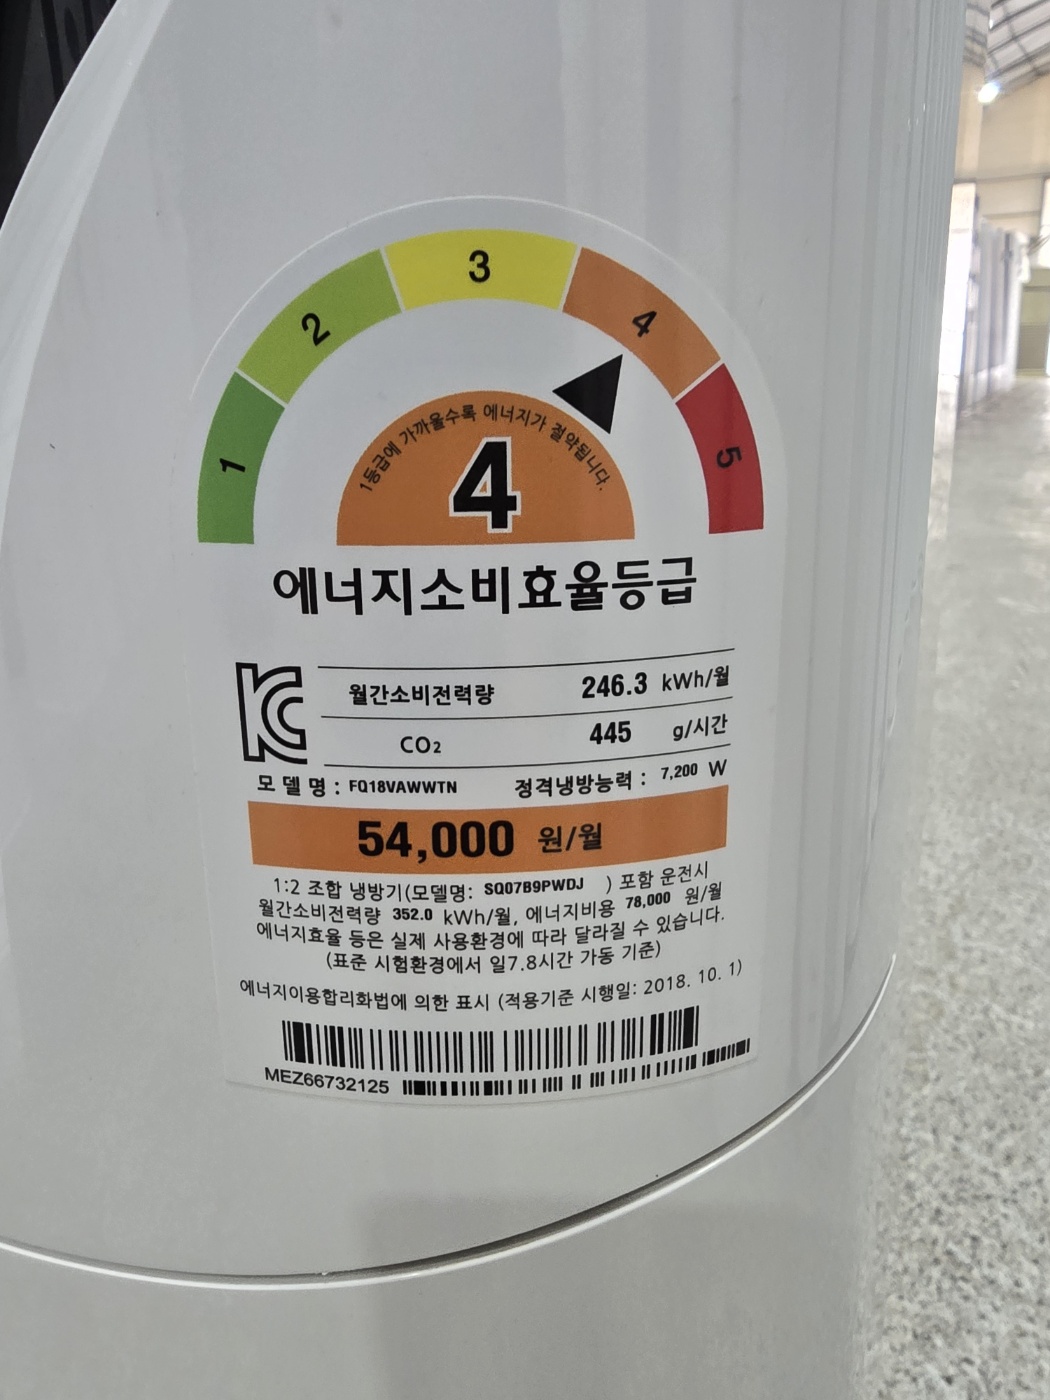 1
2
3
4
5
1등급에 가까울수록 에너지가 절약됩니다.
4
에너지소비효율등급
월간소비전력량 246.3 kWh/월
CO₂ 445 g/시간
모 델 명 : FQ18VAWWTN 정격냉방능력 : 7,200 W
54,000 원/월
1:2 조합 냉방기(모델명: SQ07B9PWDJ ) 포함 운전시
월간소비전력량 352.0 kWh/월, 에너지비용 78,000 원/월
에너지효율 등은 실제 사용환경에 따라 달라질 수 있습니다.
(표준 시험환경에서 일7.8시간 가동 기준)
에너지이용합리화법에 의한 표시 (적용기준 시행일: 2018. 10. 1)
MEZ66732125